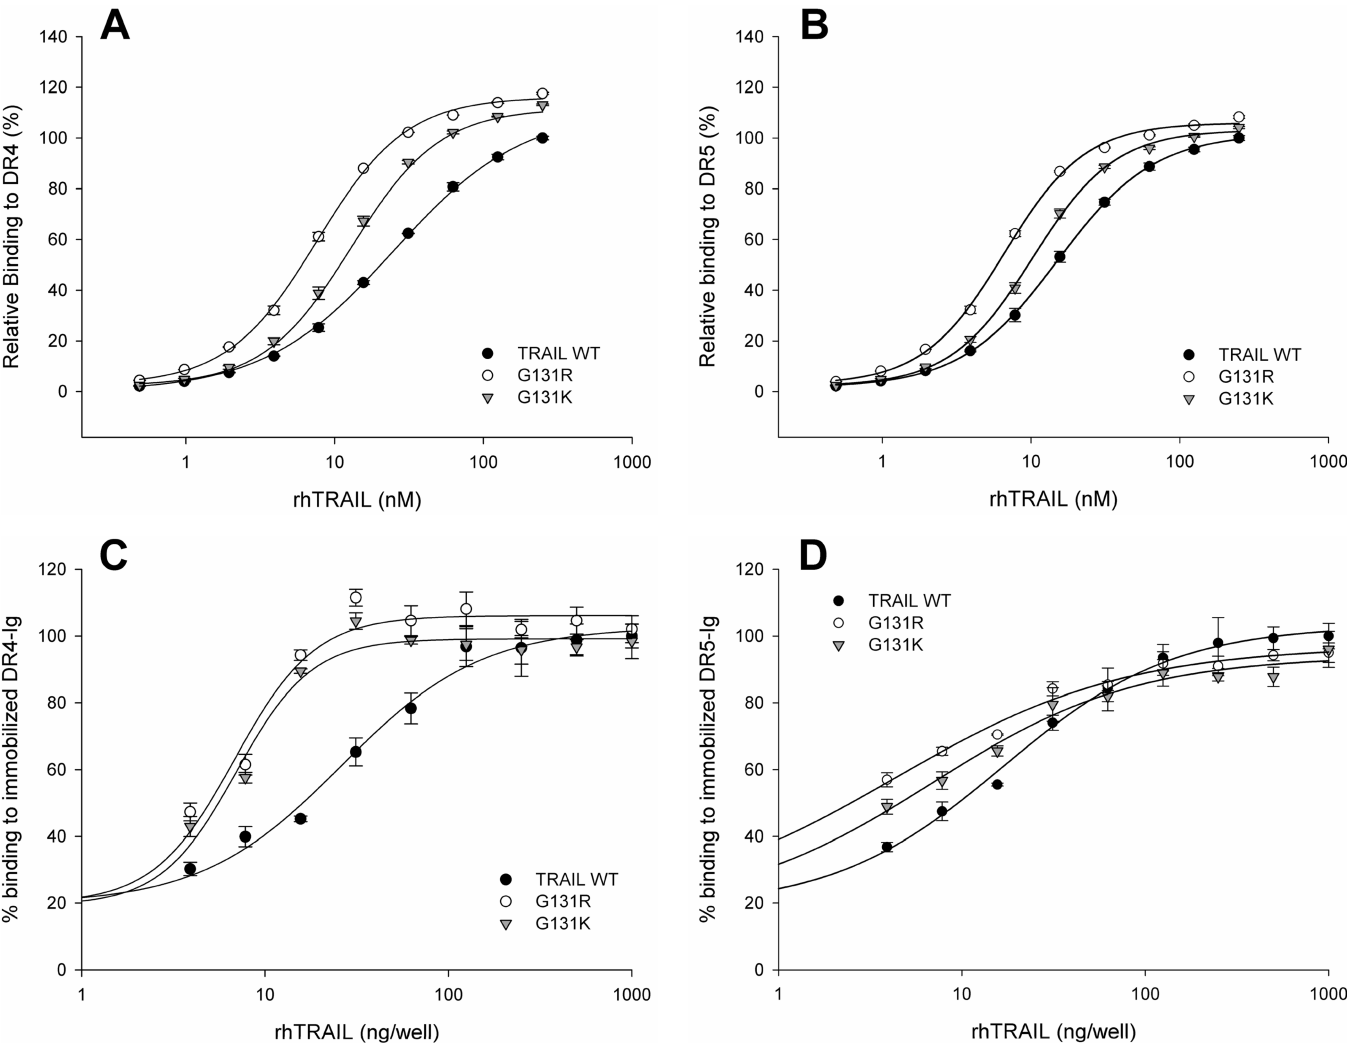 A
140
120
100
80
60
40
20
0
Relative Binding to DR4 (%)
TRAIL WT
G131R
G131K
1 10 100 1000
rhTRAIL (nM)
B
140
120
100
80
60
40
20
0
Relative binding to DR5 (%)
TRAIL WT
G131R
G131K
1 10 100 1000
rhTRAIL (nM)
C
120
100
80
60
40
20
0
% binding to immobilized DR4-Ig
TRAIL WT
G131R
G131K
1 10 100 1000
rhTRAIL (ng/well)
D
120
100
80
60
40
20
0
% binding to immobilized DR5-Ig
TRAIL WT
G131R
G131K
1 10 100 1000
rhTRAIL (ng/well)